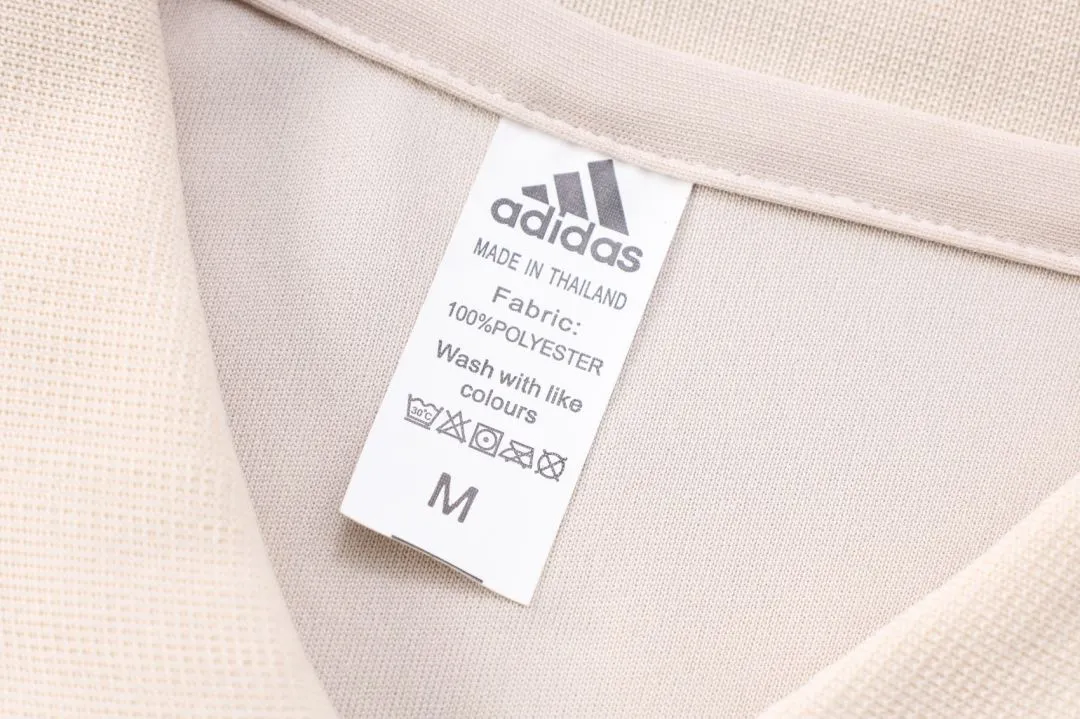 adidas
MADE IN THAILAND
Fabric:
100%POLYESTER
Wash with like
colours
30°C
M